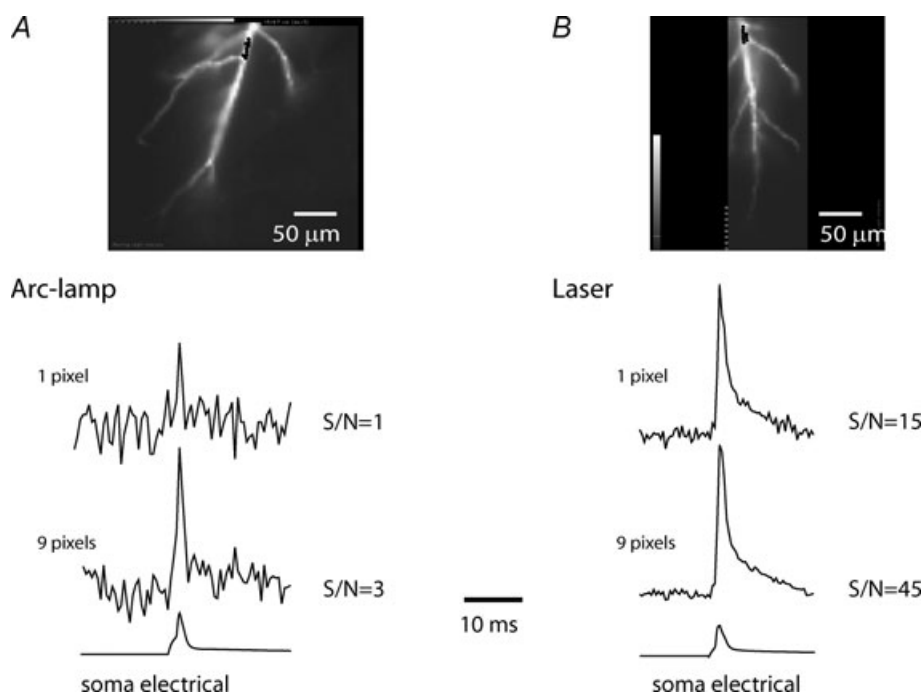 A
B
50 μm
50 μm
Arc-lamp
Laser
1 pixel
S/N=1
1 pixel
S/N=15
9 pixels
S/N=3
9 pixels
S/N=45
10 ms
soma electrical
soma electrical